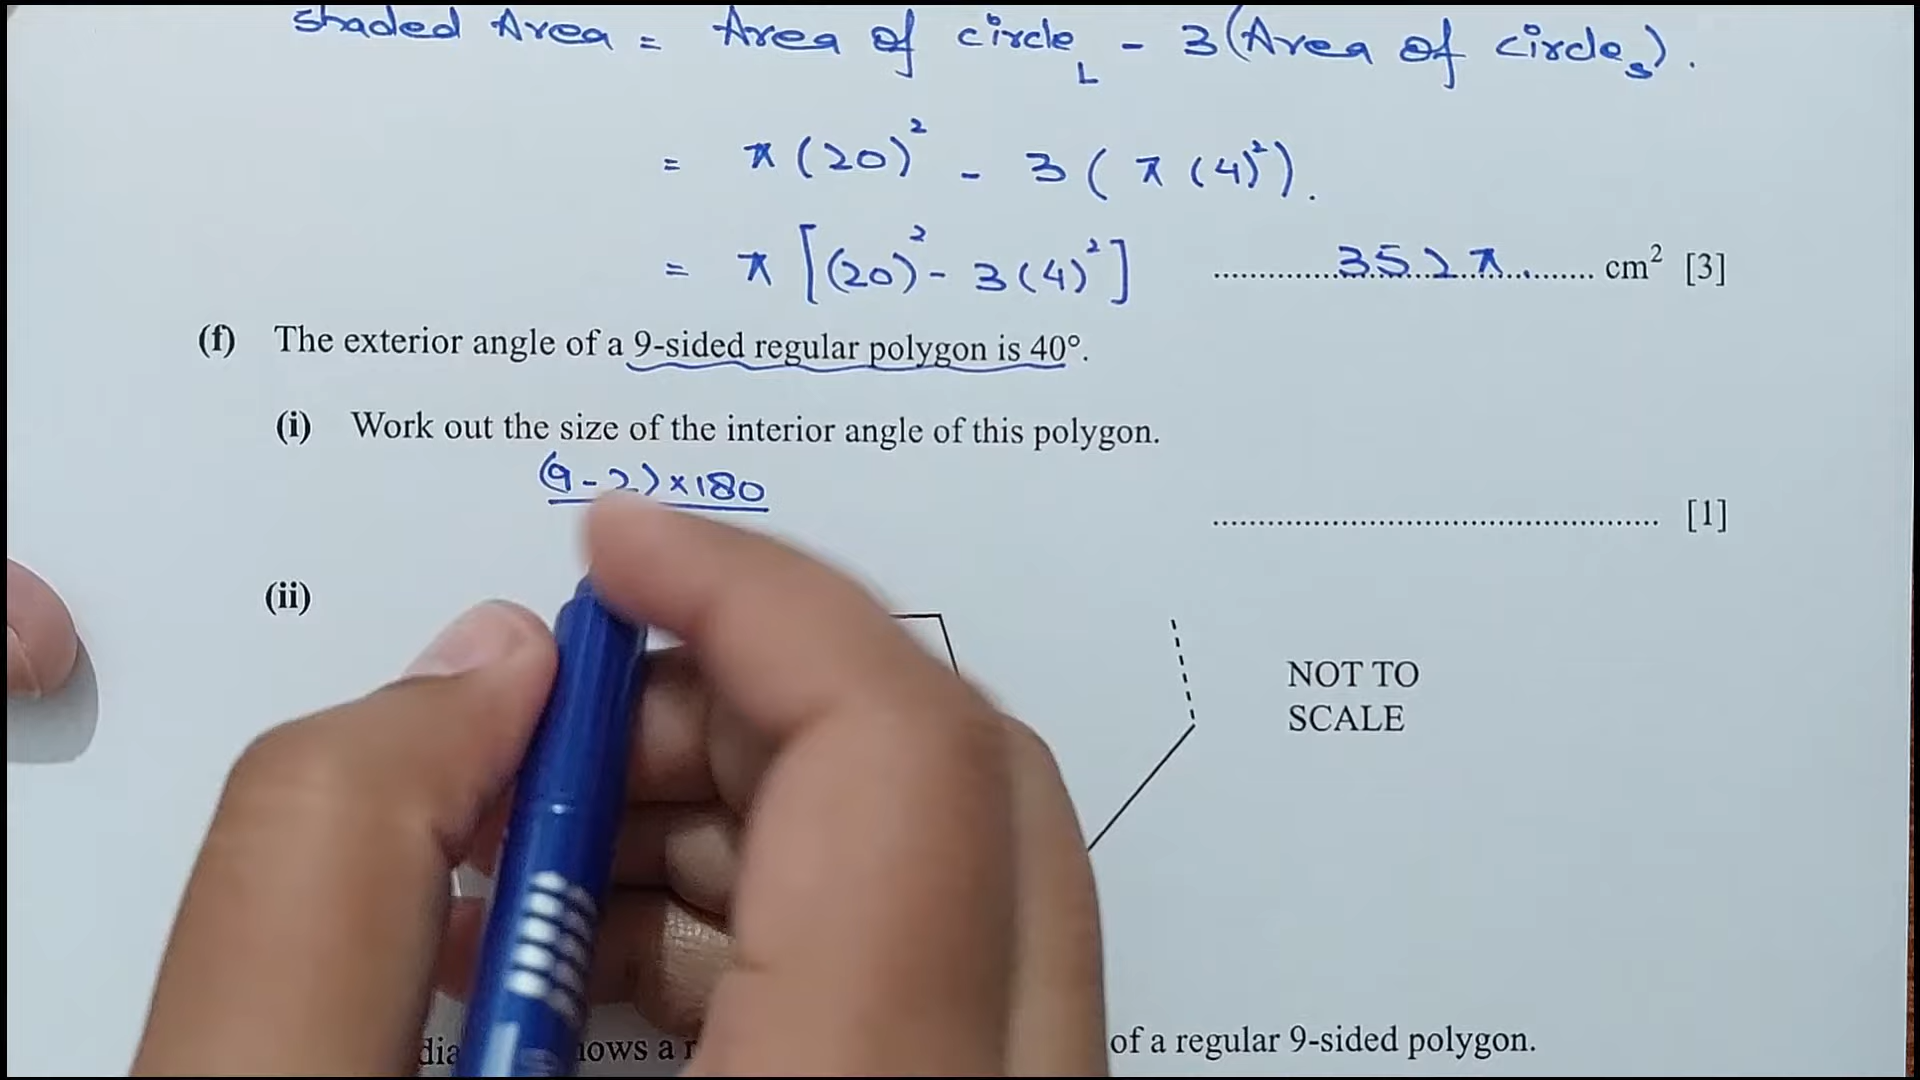 shaded Area = Area of circle L - 3(Area of circle s).
= π(20)² - 3(π(4)²).
= π[(20)² - 3(4)²] 352π cm² [3]
(f) The exterior angle of a 9-sided regular polygon is 40°.
(i) Work out the size of the interior angle of this polygon.
(9-2)×180
[1]
(ii)
NOT TO
SCALE
of a regular 9-sided polygon.